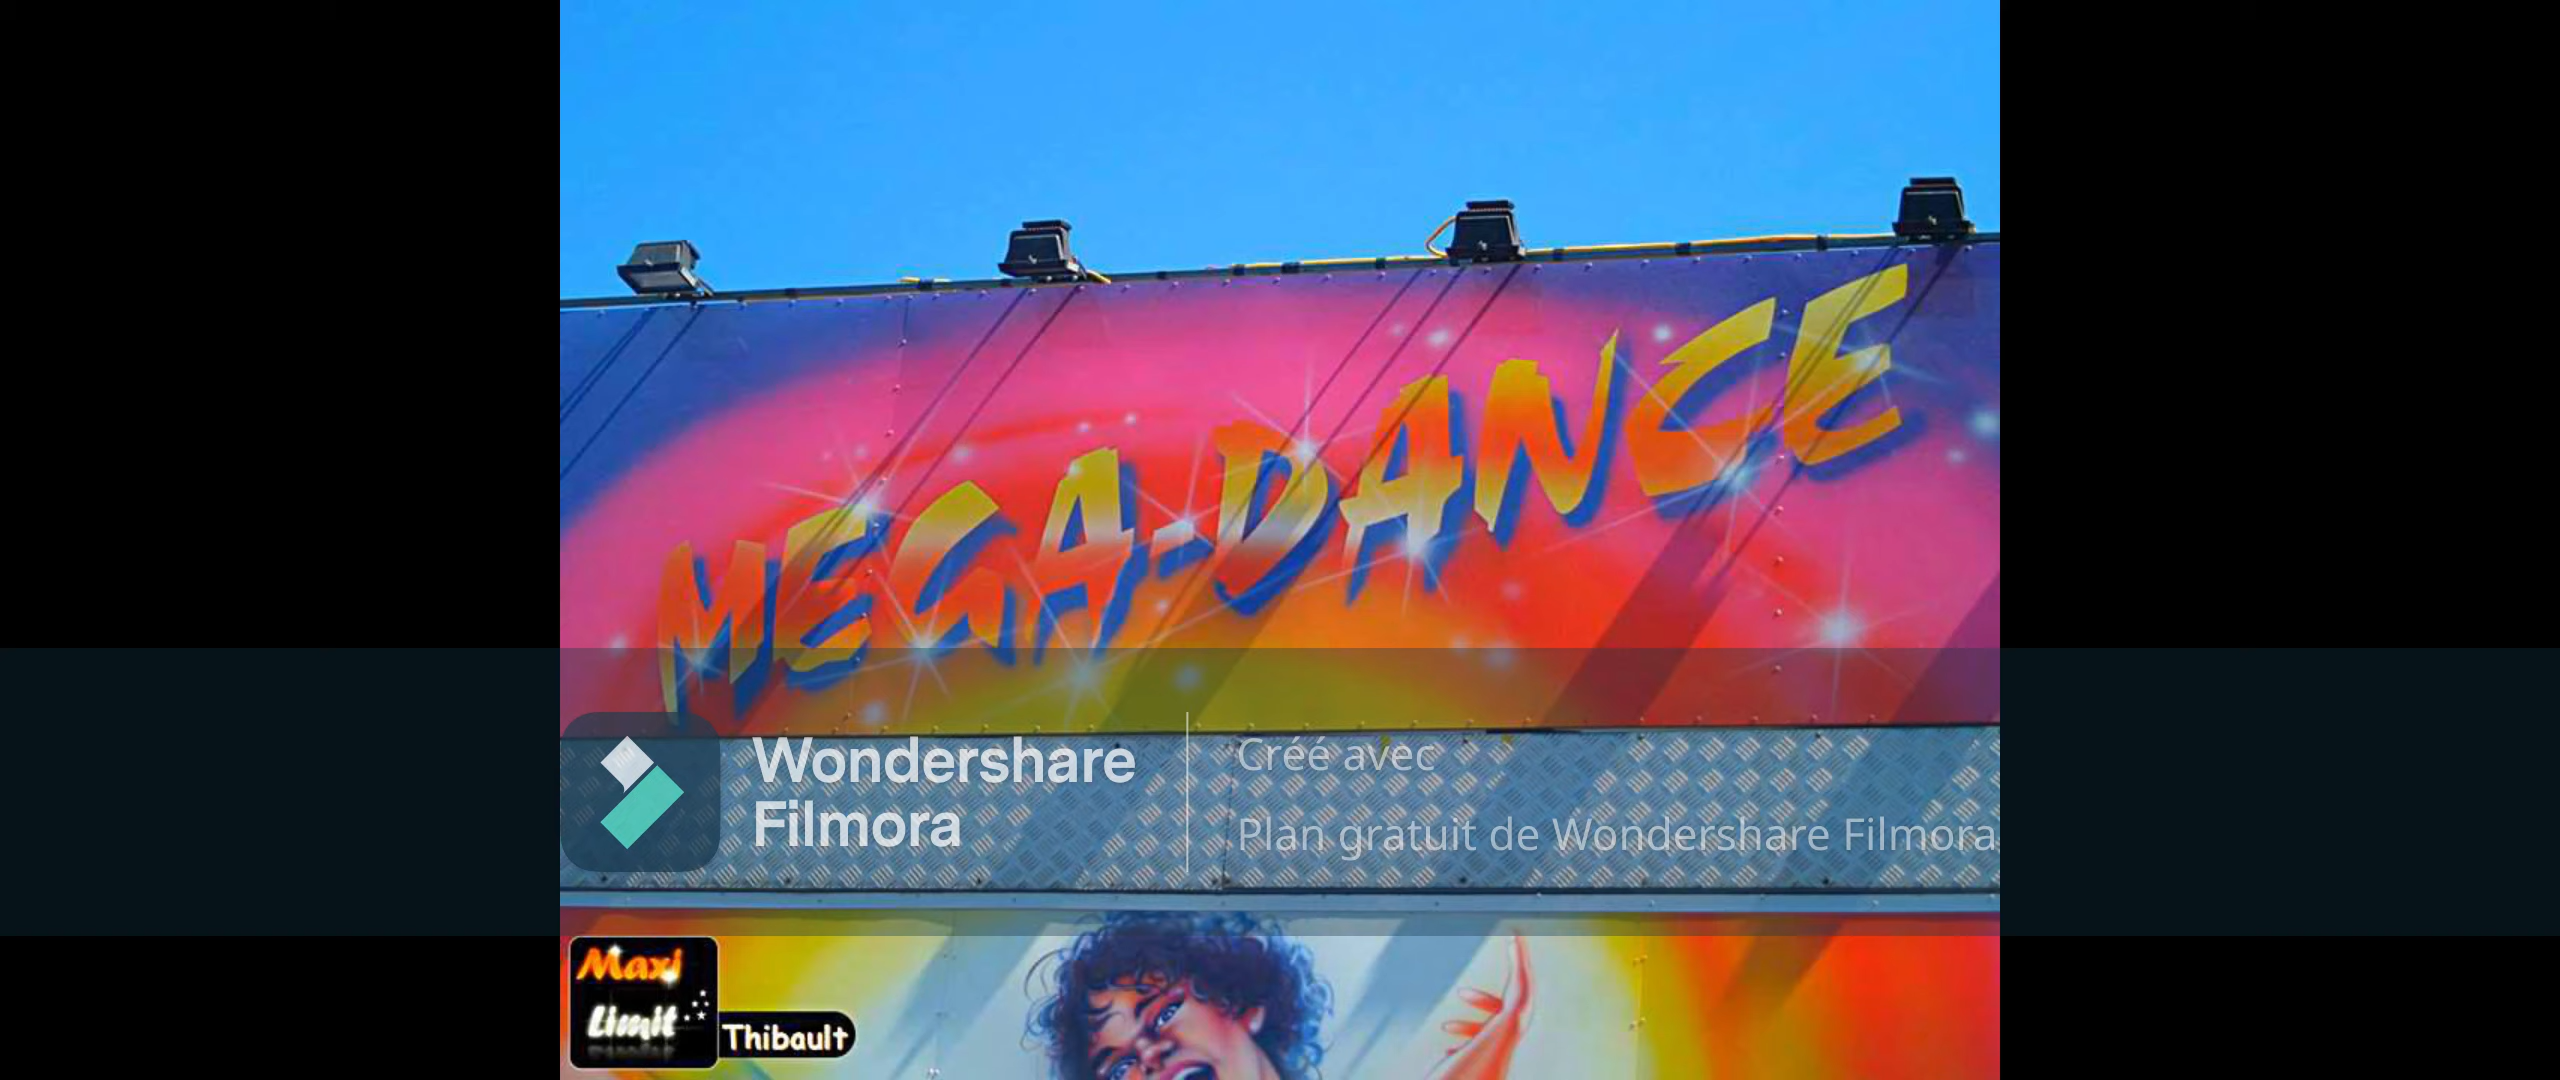 MEGA-DANCE
Wondershare
Filmora
Créé avec
Plan gratuit de Wondershare Filmora
Maxi
Limit
Thibault